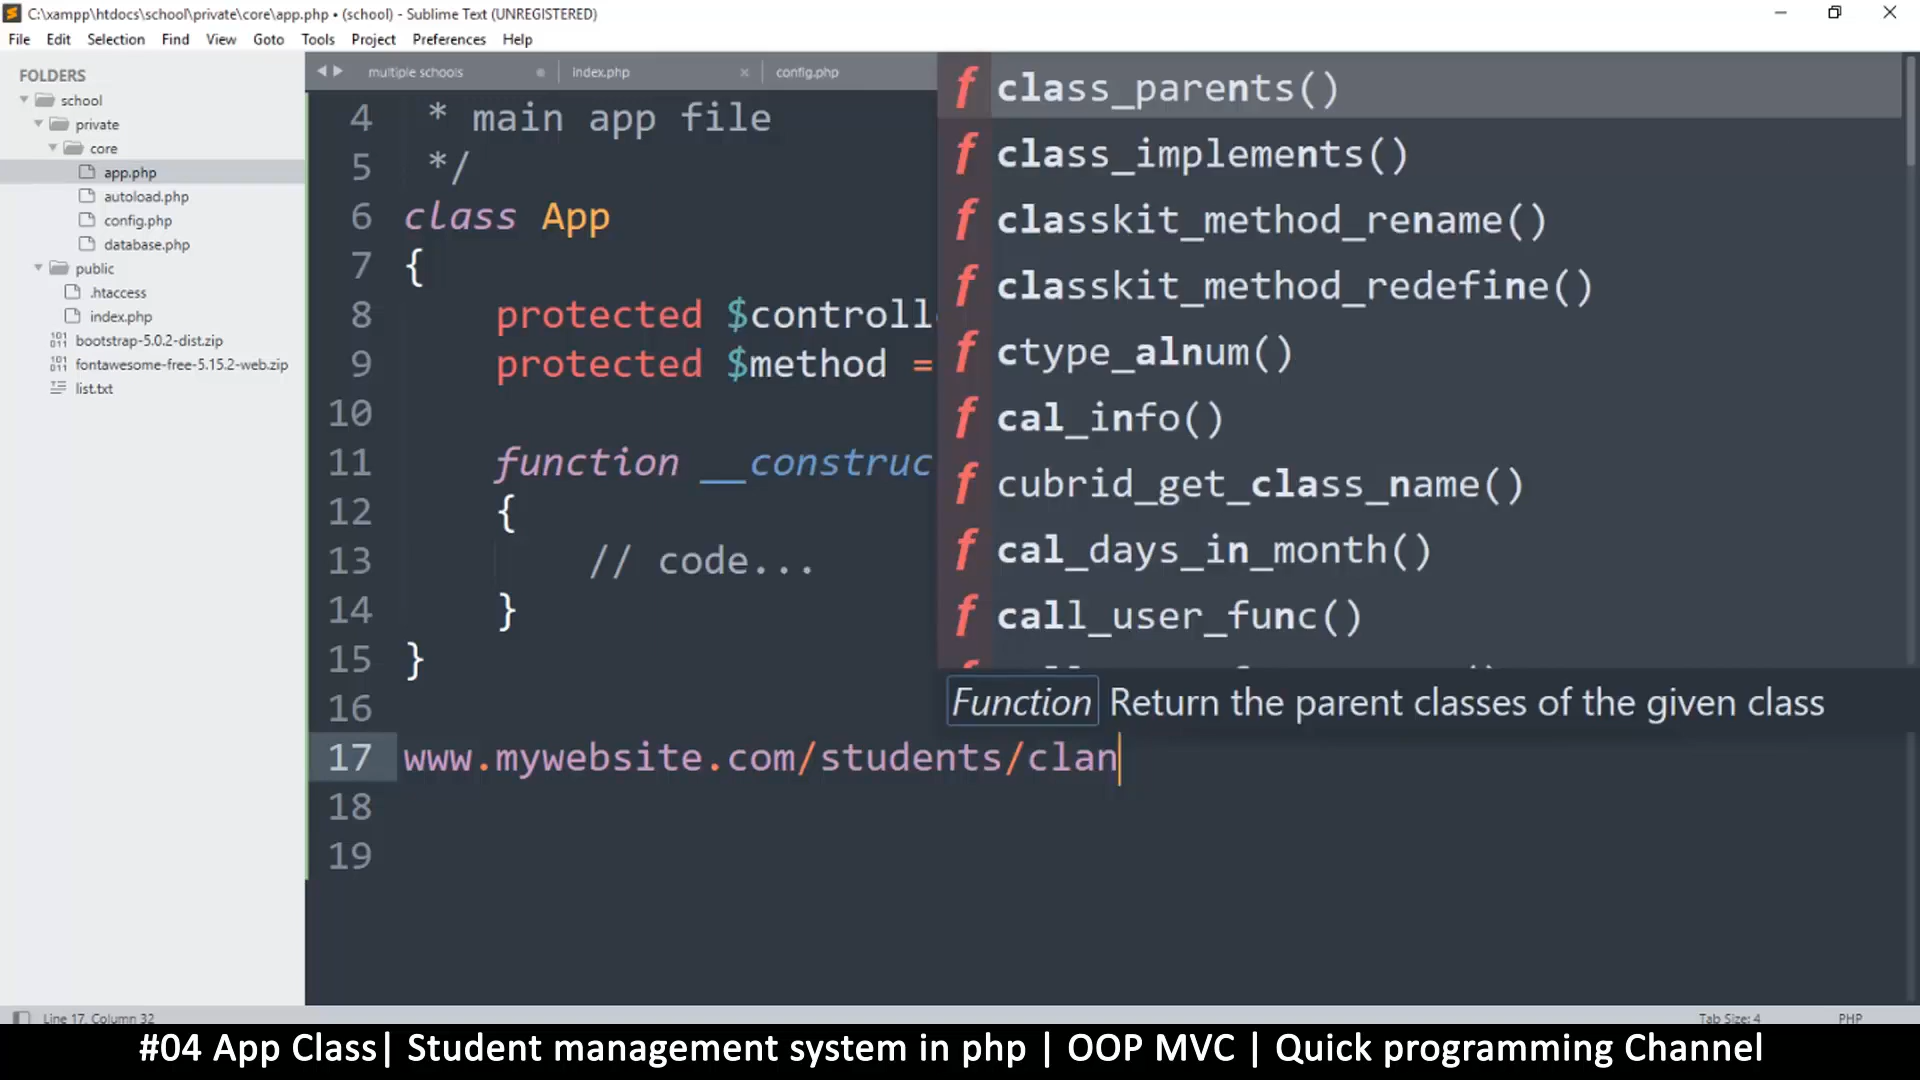 C:\xampp\htdocs\school\private\core\app.php • (school) - Sublime Text (UNREGISTERED)
File Edit Selection Find View Goto Tools Project Preferences Help
FOLDERS
school
private
core
app.php
autoload.php
config.php
database.php
public
.htaccess
index.php
bootstrap-5.0.2-dist.zip
fontawesome-free-5.15.2-web.zip
list.txt
multiple schools index.php config.php
4 * main app file
5 */
6 class App
7 {
8 protected $controlle
9 protected $method =
10
11 function __construc
12 {
13 // code...
14 }
15 }
16
17 www.mywebsite.com/students/clan
18
19
f class_parents()
f class_implements()
f classkit_method_rename()
f classkit_method_redefine()
f ctype_alnum()
f cal_info()
f cubrid_get_class_name()
f cal_days_in_month()
f call_user_func()
Function Return the parent classes of the given class
Line 17, Column 32 Tab Size: 4 PHP
#04 App Class| Student management system in php | OOP MVC | Quick programming Channel